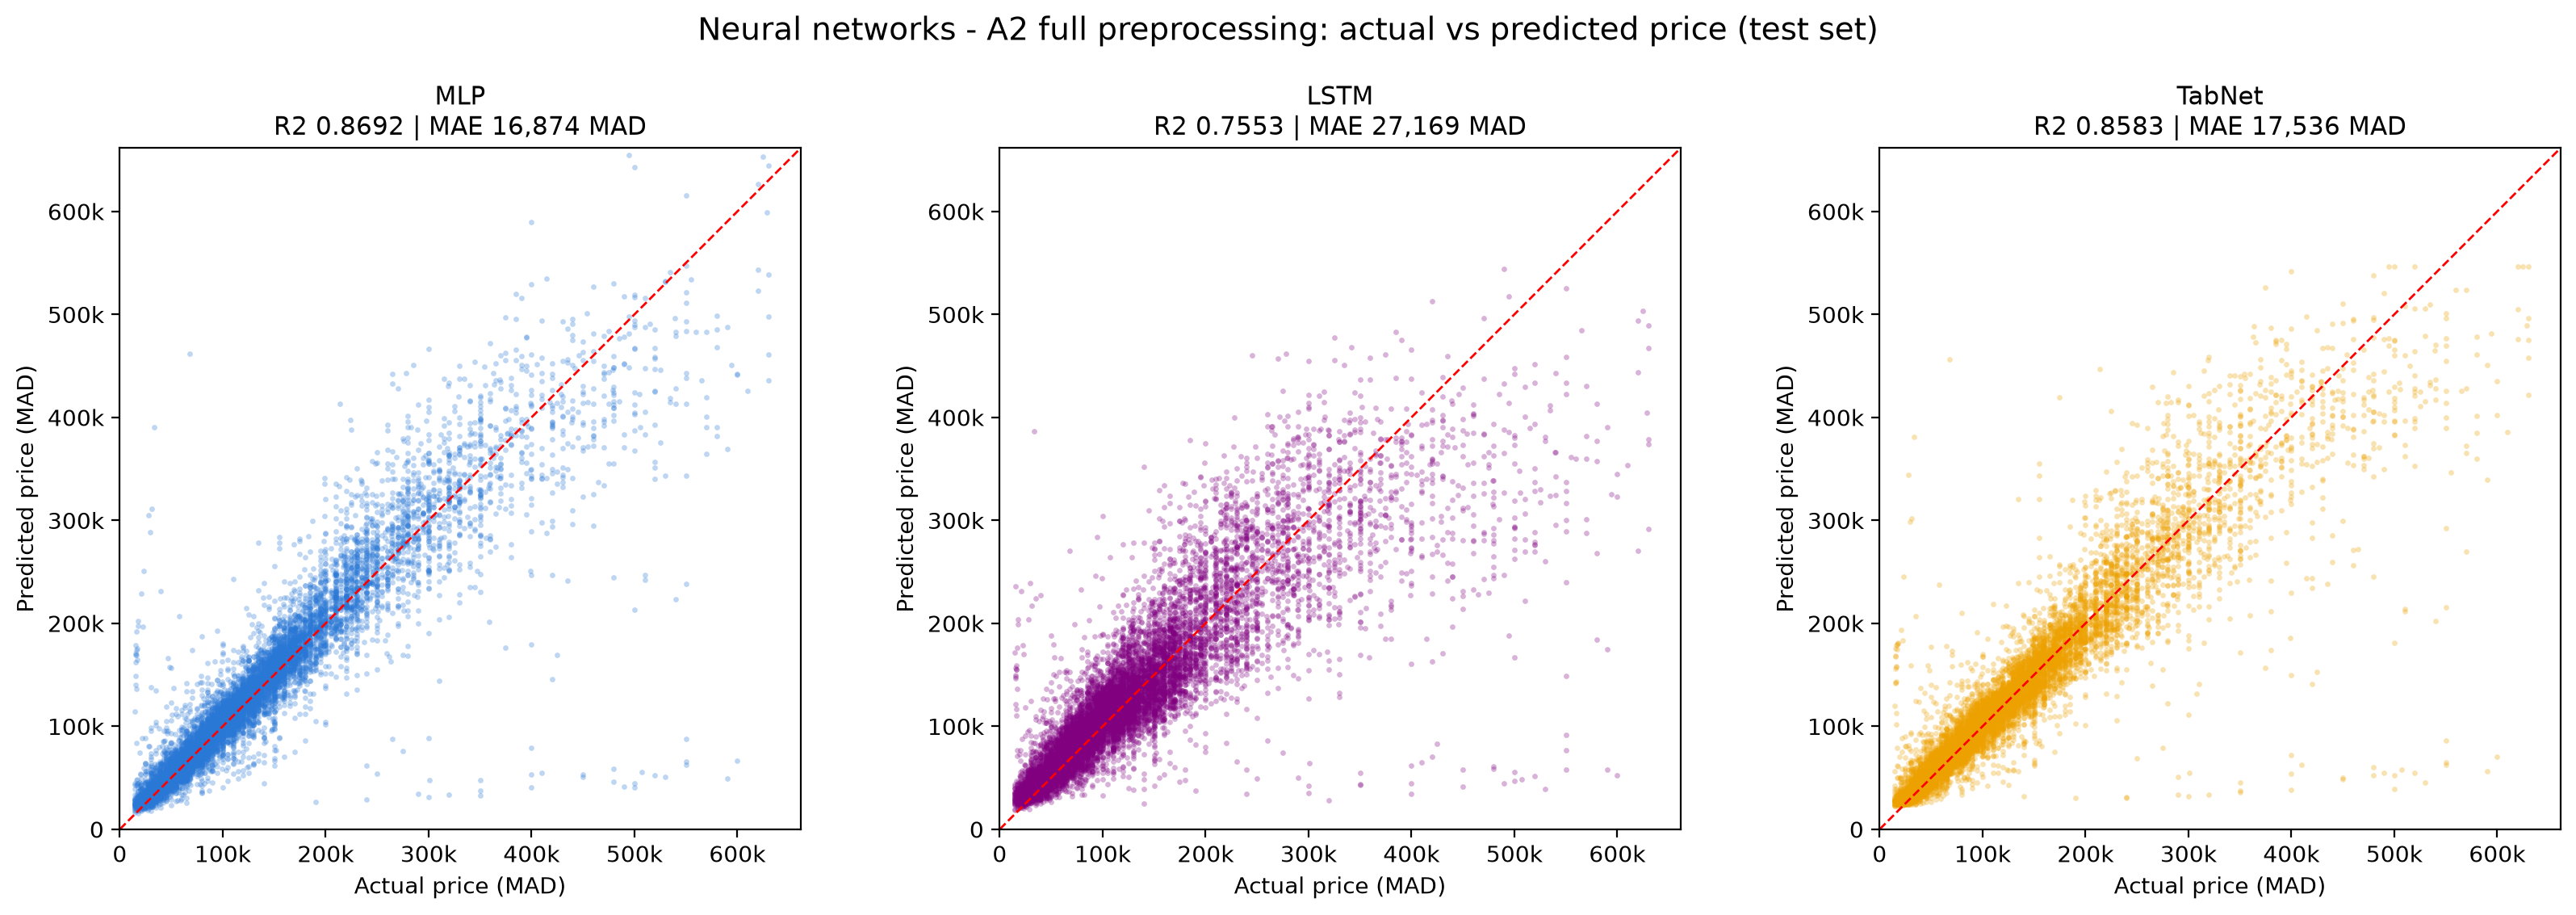 Neural networks - A2 full preprocessing: actual vs predicted price (test set)
MLP
R2 0.8692 | MAE 16,874 MAD
600k
500k
400k
300k
200k
100k
0
Predicted price (MAD)
0 100k 200k 300k 400k 500k 600k
Actual price (MAD)
LSTM
R2 0.7553 | MAE 27,169 MAD
600k
500k
400k
300k
200k
100k
0
Predicted price (MAD)
0 100k 200k 300k 400k 500k 600k
Actual price (MAD)
TabNet
R2 0.8583 | MAE 17,536 MAD
600k
500k
400k
300k
200k
100k
0
Predicted price (MAD)
0 100k 200k 300k 400k 500k 600k
Actual price (MAD)